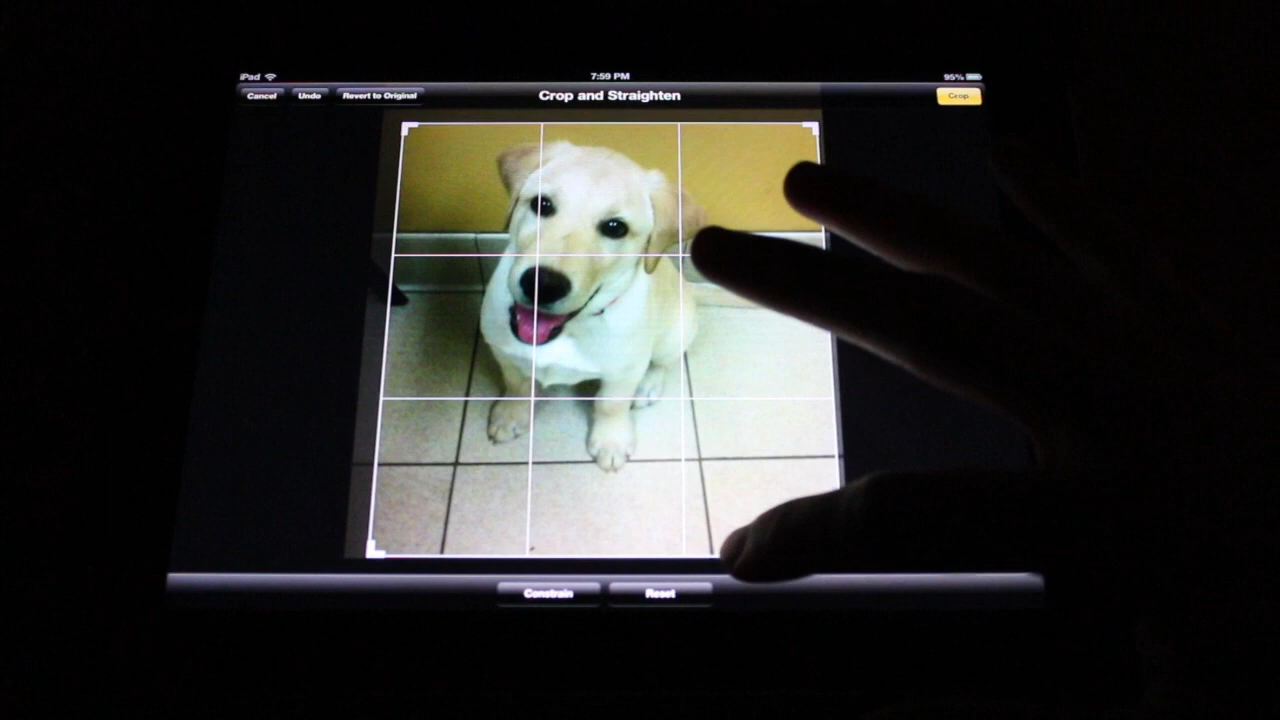 iPad 7:59 PM 95%
Cancel Undo Revert to Original Crop and Straighten Crop
Constrain Reset